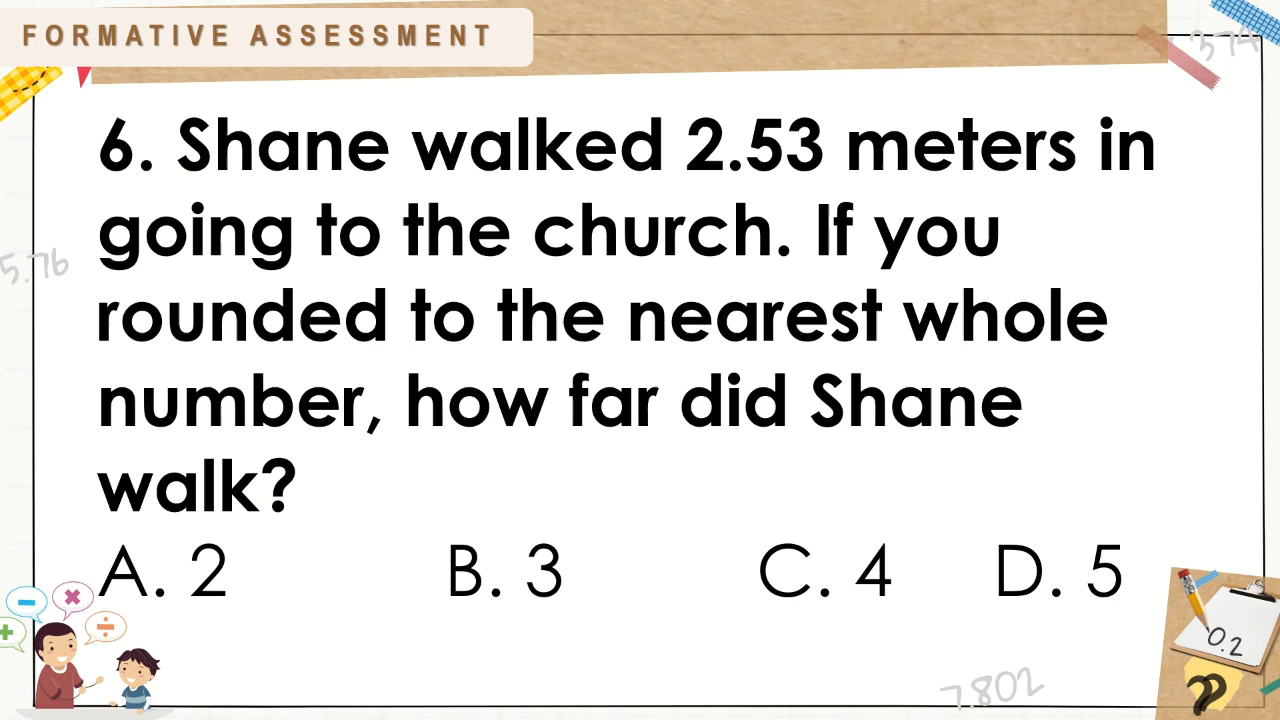 FORMATIVE ASSESSMENT
374
6. Shane walked 2.53 meters in
going to the church. If you
5.76
rounded to the nearest whole
number, how far did Shane
walk?
A. 2 B. 3 C. 4 D. 5
− × + ÷
0.2
7.802
?